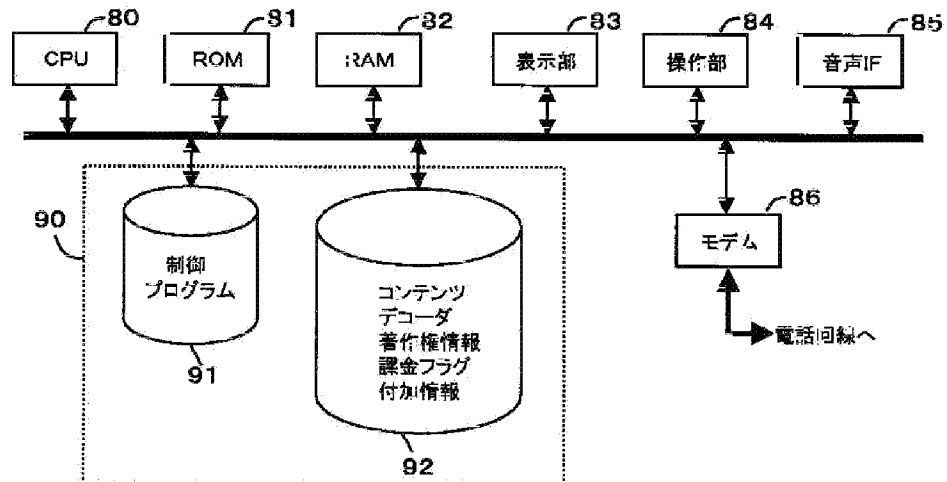 80
81
82
83
84
85
CPU
ROM
RAM
表示部
操作部
音声IF
90
86
モデム
制御
プログラム
コンテンツ
デコーダ
著作権情報
課金フラグ
付加情報
電話回線へ
91
92